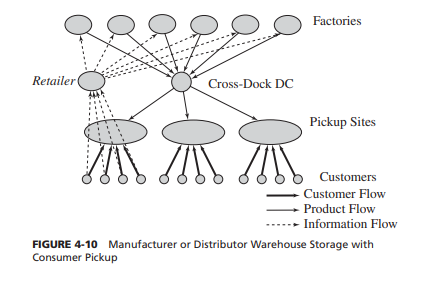 Factories
Retailer
Cross-Dock DC
Pickup Sites
Customers
Customer Flow
Product Flow
Information Flow
FIGURE 4-10 Manufacturer or Distributor Warehouse Storage with
Consumer Pickup